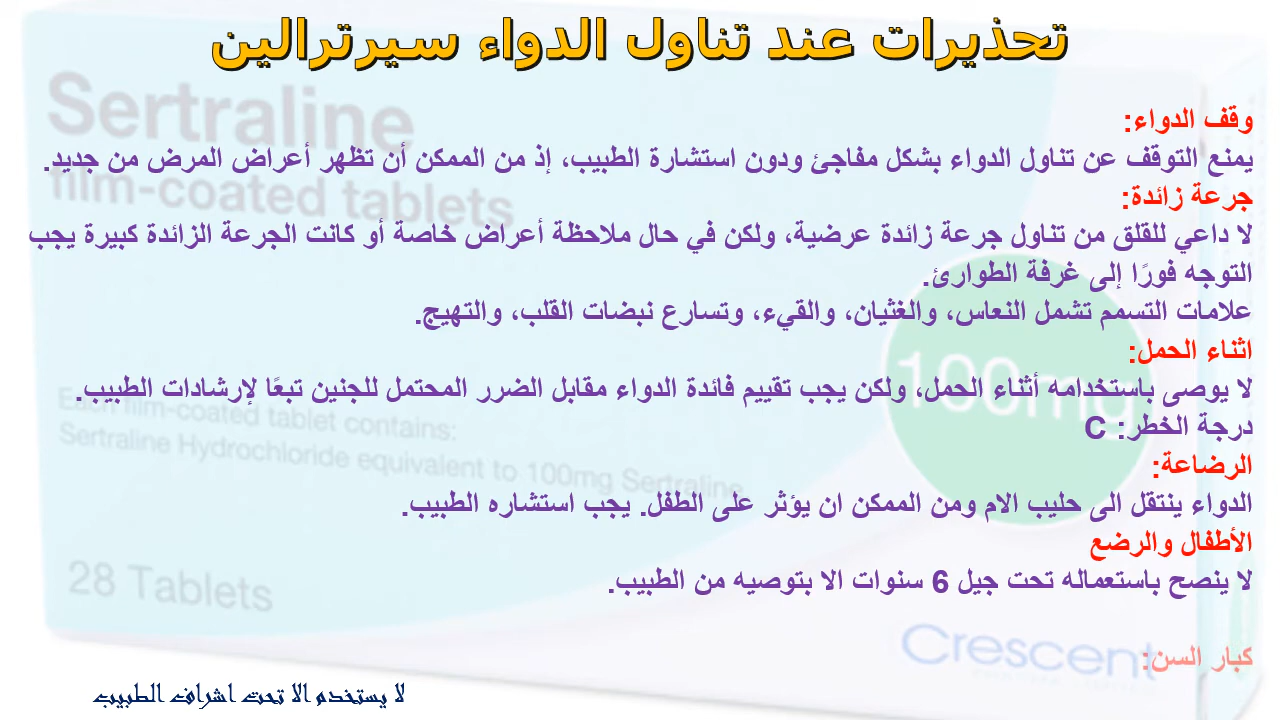 تحذيرات عند تناول الدواء سيرترالين
وقف الدواء:
يمنع التوقف عن تناول الدواء بشكل مفاجئ ودون استشارة الطبيب، إذ من الممكن أن تظهر أعراض المرض من جديد.
جرعة زائدة:
لا داعي للقلق من تناول جرعة زائدة عرضية، ولكن في حال ملاحظة أعراض خاصة أو كانت الجرعة الزائدة كبيرة يجب
التوجه فورًا إلى غرفة الطوارئ.
علامات التسمم تشمل النعاس، والغثيان، والقيء، وتسارع نبضات القلب، والتهيج.
اثناء الحمل:
لا يوصى باستخدامه أثناء الحمل، ولكن يجب تقييم فائدة الدواء مقابل الضرر المحتمل للجنين تبعًا لإرشادات الطبيب.
درجة الخطر: C
الرضاعة:
الدواء ينتقل الى حليب الام ومن الممكن ان يؤثر على الطفل. يجب استشاره الطبيب.
الأطفال والرضع
لا ينصح باستعماله تحت جيل 6 سنوات الا بتوصيه من الطبيب.
كبار السن:
لا يستخدم الا تحت اشراف الطبيب
Sertraline
film-coated tablets
100mg
Each film-coated tablet contains:
Sertraline Hydrochloride equivalent to 100mg Sertraline
28 Tablets
Crescent